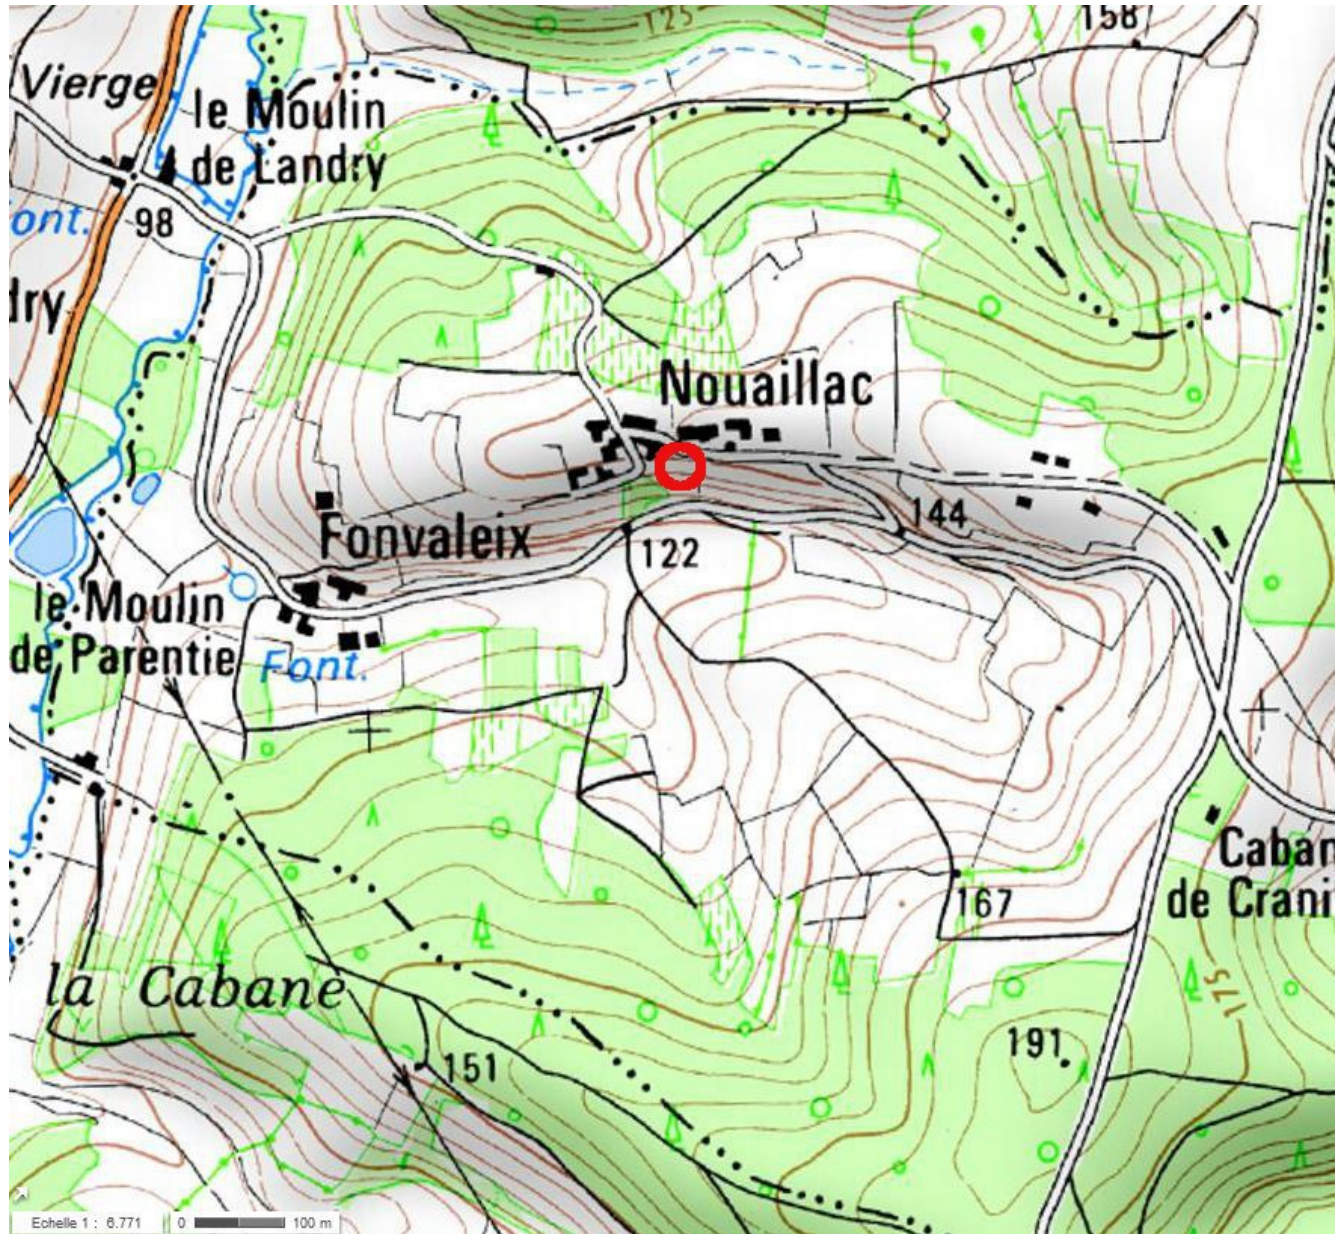 125
158
Vierge
le Moulin
de Landry
ont.
98
dry
Nouaillac
144
Fonvaleix
122
le Moulin
de Parentie
Font.
Caban
de Crani
167
la Cabane
175
191
151
Echelle 1 : 6.771
0
100 m